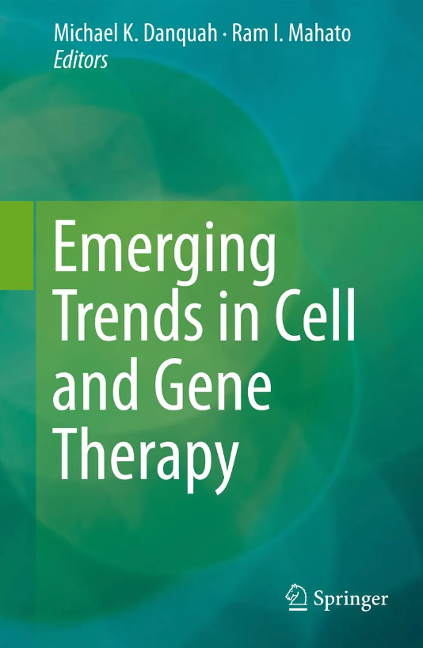 Michael K. Danquah · Ram I. Mahato
Editors
Emerging
Trends in Cell
and Gene
Therapy
Springer